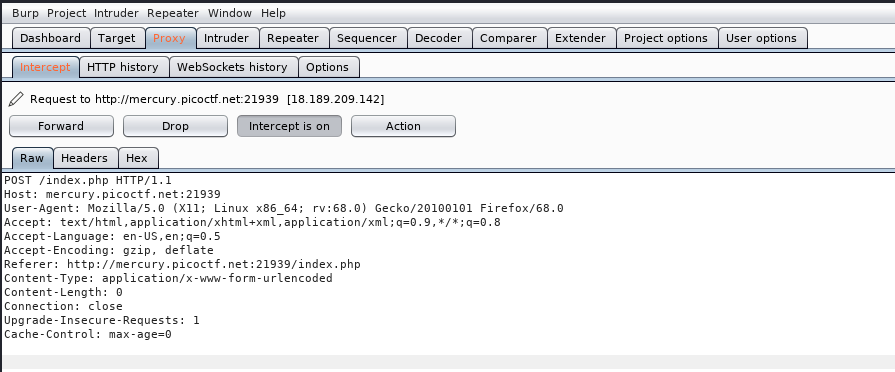 Burp Project Intruder Repeater Window Help
Dashboard Target Proxy Intruder Repeater Sequencer Decoder Comparer Extender Project options User options
Intercept HTTP history WebSockets history Options
Request to http://mercury.picoctf.net:21939 [18.189.209.142]
Forward Drop Intercept is on Action
Raw Headers Hex
POST /index.php HTTP/1.1
Host: mercury.picoctf.net:21939
User-Agent: Mozilla/5.0 (X11; Linux x86_64; rv:68.0) Gecko/20100101 Firefox/68.0
Accept: text/html,application/xhtml+xml,application/xml;q=0.9,*/*;q=0.8
Accept-Language: en-US,en;q=0.5
Accept-Encoding: gzip, deflate
Referer: http://mercury.picoctf.net:21939/index.php
Content-Type: application/x-www-form-urlencoded
Content-Length: 0
Connection: close
Upgrade-Insecure-Requests: 1
Cache-Control: max-age=0